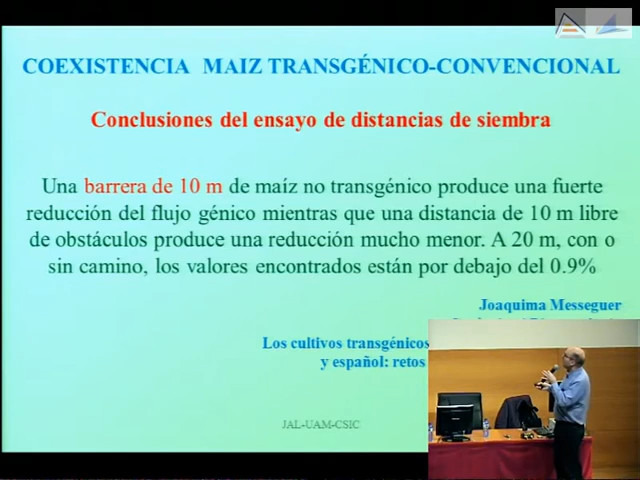 COEXISTENCIA MAIZ TRANSGÉNICO-CONVENCIONAL
Conclusiones del ensayo de distancias de siembra
Una barrera de 10 m de maíz no transgénico produce una fuerte
reducción del flujo génico mientras que una distancia de 10 m libre
de obstáculos produce una reducción mucho menor. A 20 m, con o
sin camino, los valores encontrados están por debajo del 0.9%
Joaquima Messeguer
Los cultivos transgénicos
y español: retos
JAL-UAM-CSIC